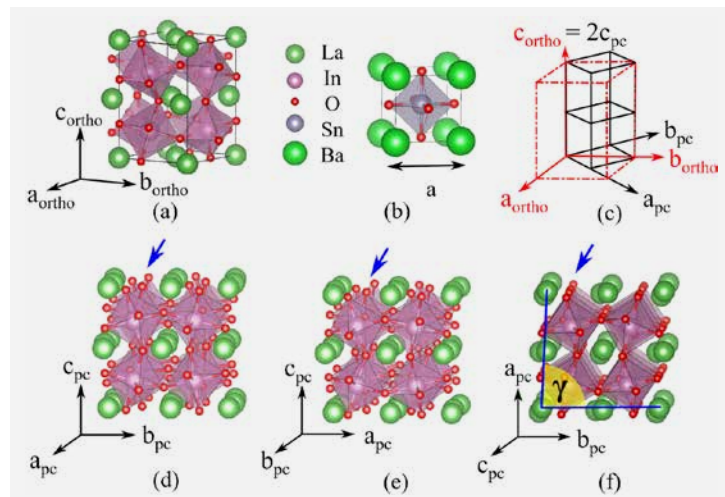 c_ortho
a_ortho
b_ortho
(a)
La
In
O
Sn
Ba
a
(b)
c_ortho = 2c_pc
b_pc
b_ortho
a_ortho
a_pc
(c)
c_pc
b_pc
a_pc
(d)
c_pc
a_pc
b_pc
(e)
a_pc
γ
b_pc
c_pc
(f)